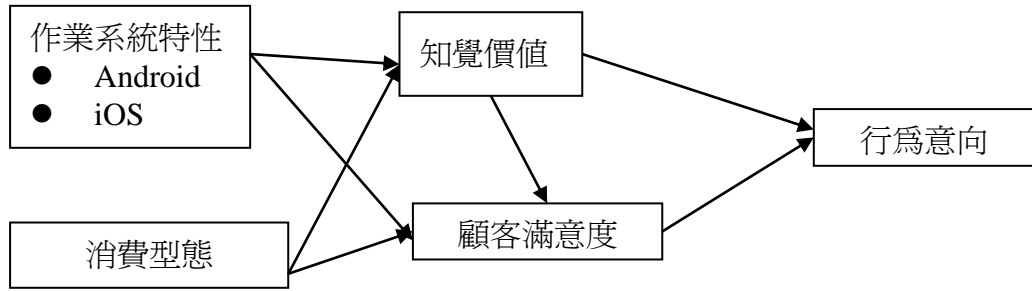 作業系統特性
● Android
● iOS
知覺價值
行為意向
顧客滿意度
消費型態